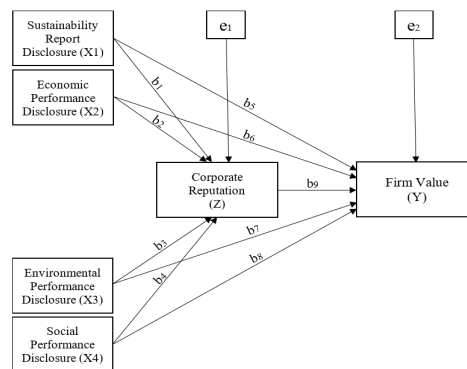 Sustainability
Report
Disclosure (X1)
e1
e2
Economic
Performance
Disclosure (X2)
b1
b5
b2
b6
Corporate
Reputation
(Z)
b9
Firm Value
(Y)
b3
b7
b4
b8
Environmental
Performance
Disclosure (X3)
Social
Performance
Disclosure (X4)